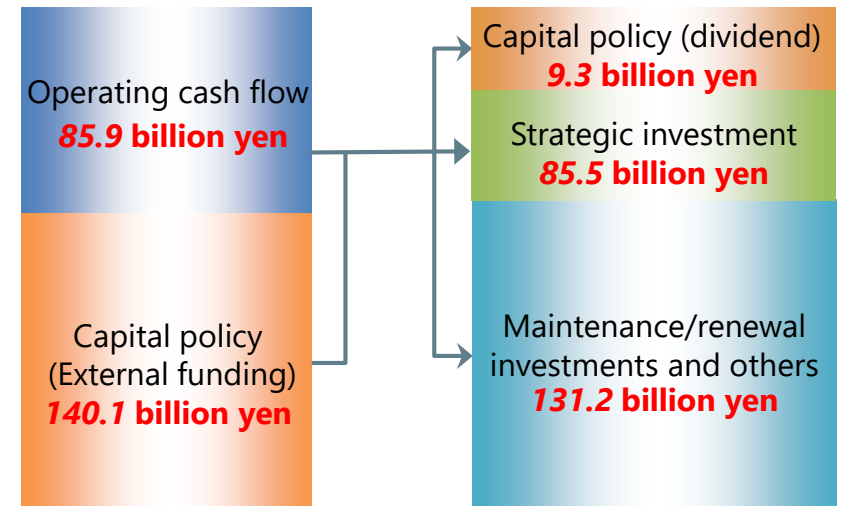 Operating cash flow
85.9 billion yen
Capital policy
(External funding)
140.1 billion yen
Capital policy (dividend)
9.3 billion yen
Strategic investment
85.5 billion yen
Maintenance/renewal
investments and others
131.2 billion yen